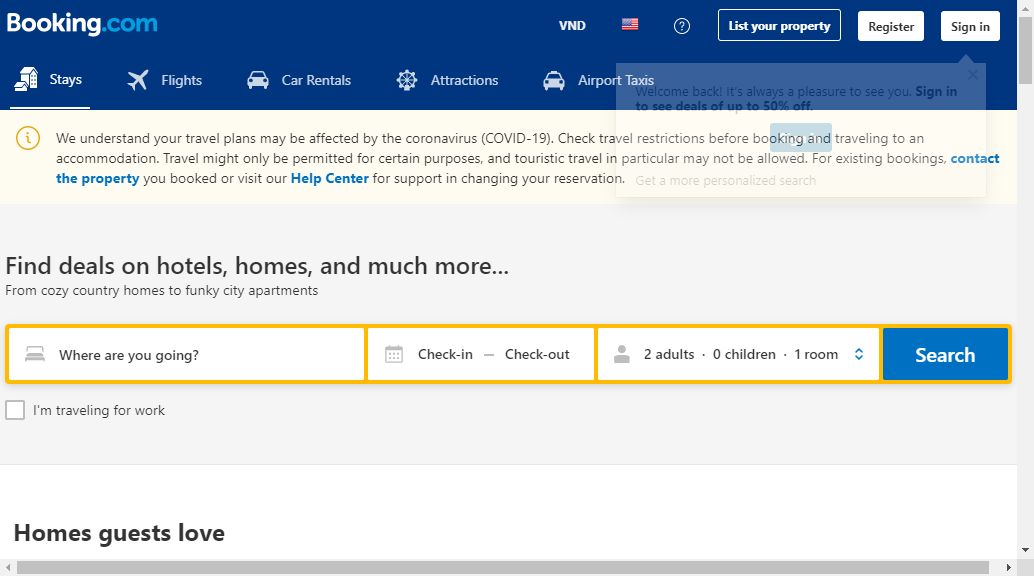 Booking.com
VND
List your property
Register
Sign in
Stays
Flights
Car Rentals
Attractions
Airport Taxis
Welcome back! It's always a pleasure to see you. Sign in
to see deals of up to 50% off.
Get a more personalized search
We understand your travel plans may be affected by the coronavirus (COVID-19). Check travel restrictions before booking and traveling to an
accommodation. Travel might only be permitted for certain purposes, and touristic travel in particular may not be allowed. For existing bookings, contact
the property you booked or visit our Help Center for support in changing your reservation.
Find deals on hotels, homes, and much more...
From cozy country homes to funky city apartments
Where are you going?
Check-in — Check-out
2 adults · 0 children · 1 room
Search
I'm traveling for work
Homes guests love